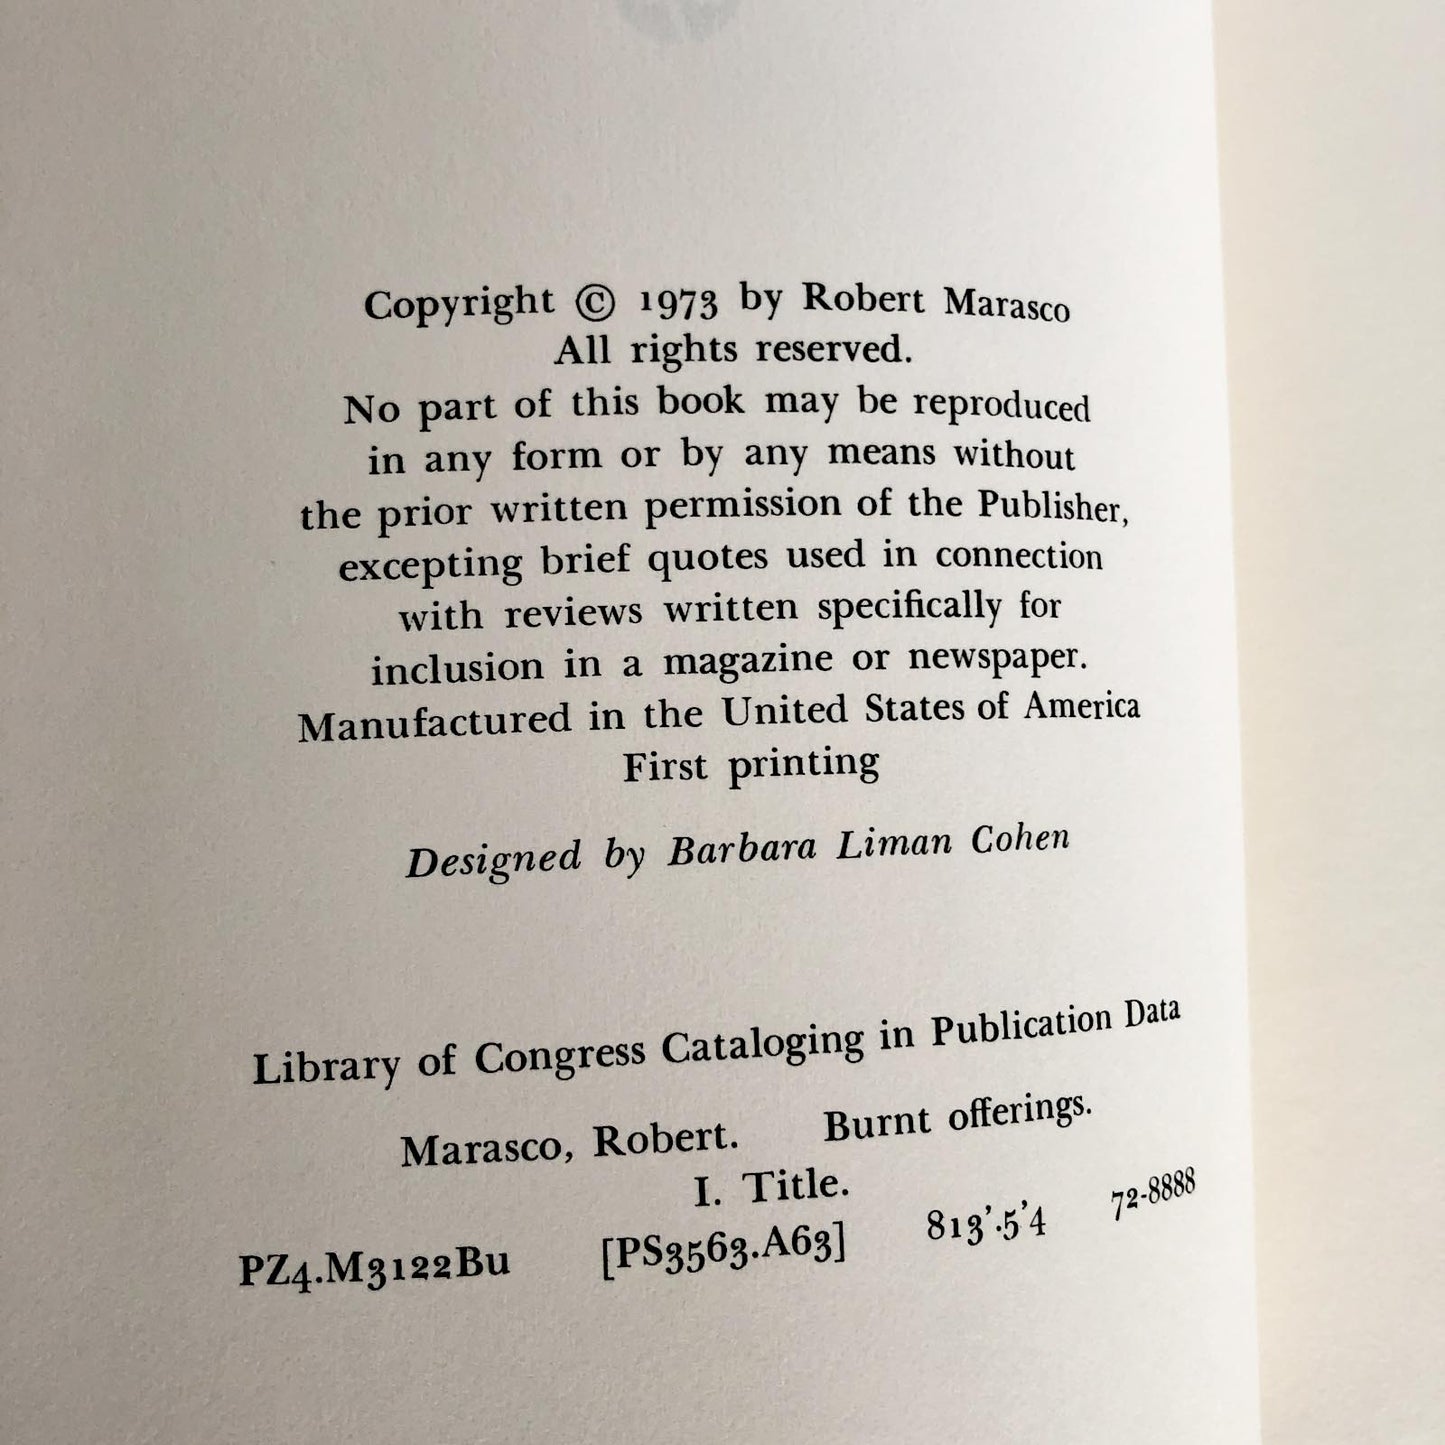 Copyright © 1973 by Robert Marasco
All rights reserved.
No part of this book may be reproduced
in any form or by any means without
the prior written permission of the Publisher,
excepting brief quotes used in connection
with reviews written specifically for
inclusion in a magazine or newspaper.
Manufactured in the United States of America
First printing
Designed by Barbara Liman Cohen
Library of Congress Cataloging in Publication Data
Marasco, Robert. Burnt offerings.
I. Title.
PZ4.M3122Bu [PS3563.A63] 813'.5'4 72-8888